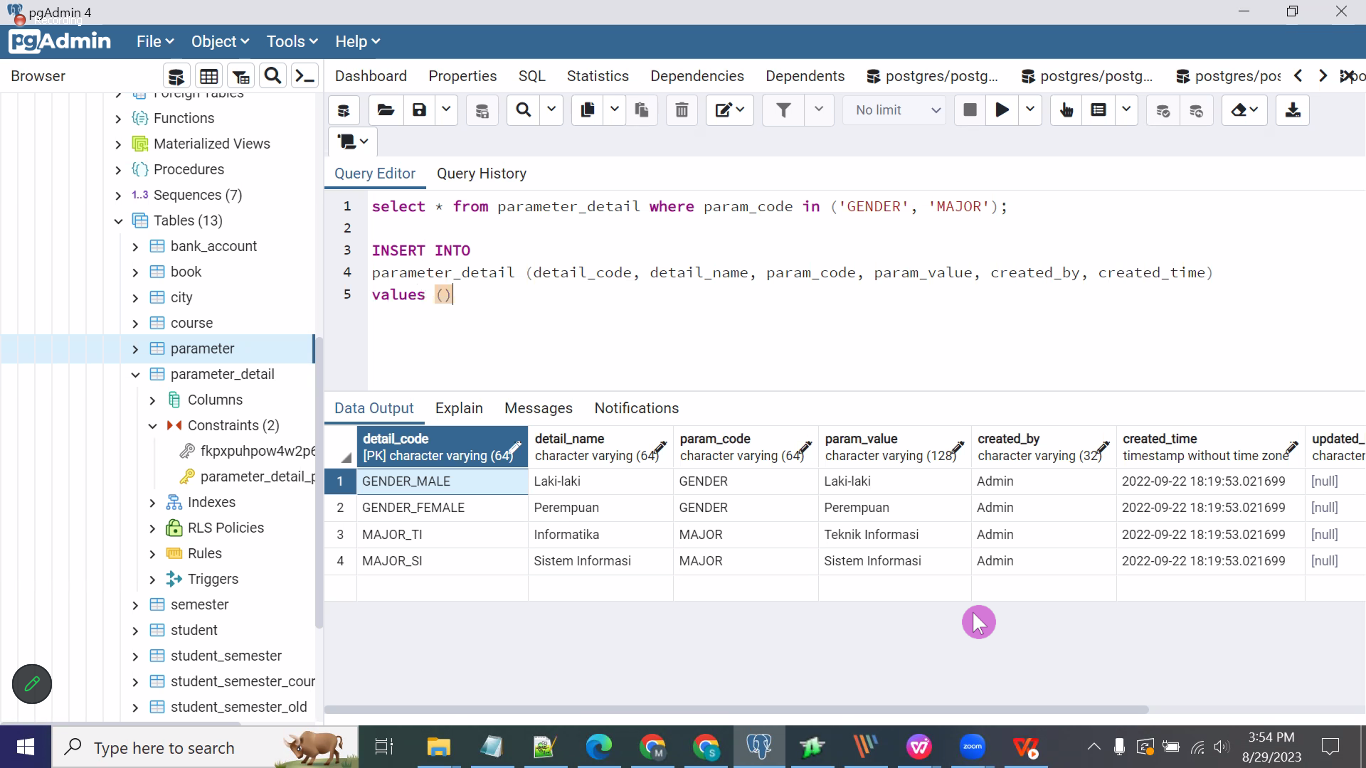 pgAdmin 4
Recording
pgAdmin File Object Tools Help
Browser
Dashboard Properties SQL Statistics Dependencies Dependents postgres/postg... postgres/postg... postgres/pos
No limit
Foreign Tables
Functions
Materialized Views
Procedures
1..3 Sequences (7)
Tables (13)
bank_account
book
city
course
parameter
parameter_detail
Columns
Constraints (2)
fkpxpuhpow4w2p6
parameter_detail_p
Indexes
RLS Policies
Rules
Triggers
semester
student
student_semester
student_semester_cour
student_semester_old
Query Editor Query History
1 select * from parameter_detail where param_code in ('GENDER', 'MAJOR');
2
3 INSERT INTO
4 parameter_detail (detail_code, detail_name, param_code, param_value, created_by, created_time)
5 values ()
Data Output Explain Messages Notifications
detail_code detail_name param_code param_value created_by created_time updated_
[PK] character varying (64) character varying (64) character varying (64) character varying (128) character varying (32) timestamp without time zone character
1 GENDER_MALE Laki-laki GENDER Laki-laki Admin 2022-09-22 18:19:53.021699 [null]
2 GENDER_FEMALE Perempuan GENDER Perempuan Admin 2022-09-22 18:19:53.021699 [null]
3 MAJOR_TI Informatika MAJOR Teknik Informasi Admin 2022-09-22 18:19:53.021699 [null]
4 MAJOR_SI Sistem Informasi MAJOR Sistem Informasi Admin 2022-09-22 18:19:53.021699 [null]
Type here to search
zoom
3:54 PM
8/29/2023